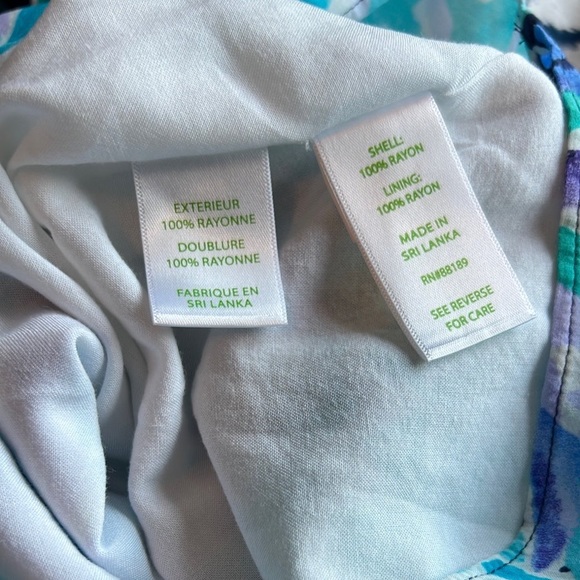 EXTERIEUR
100% RAYONNE
DOUBLURE
100% RAYONNE
FABRIQUE EN
SRI LANKA
SHELL:
100% RAYON
LINING:
100% RAYON
MADE IN
SRI LANKA
RN#88189
SEE REVERSE
FOR CARE